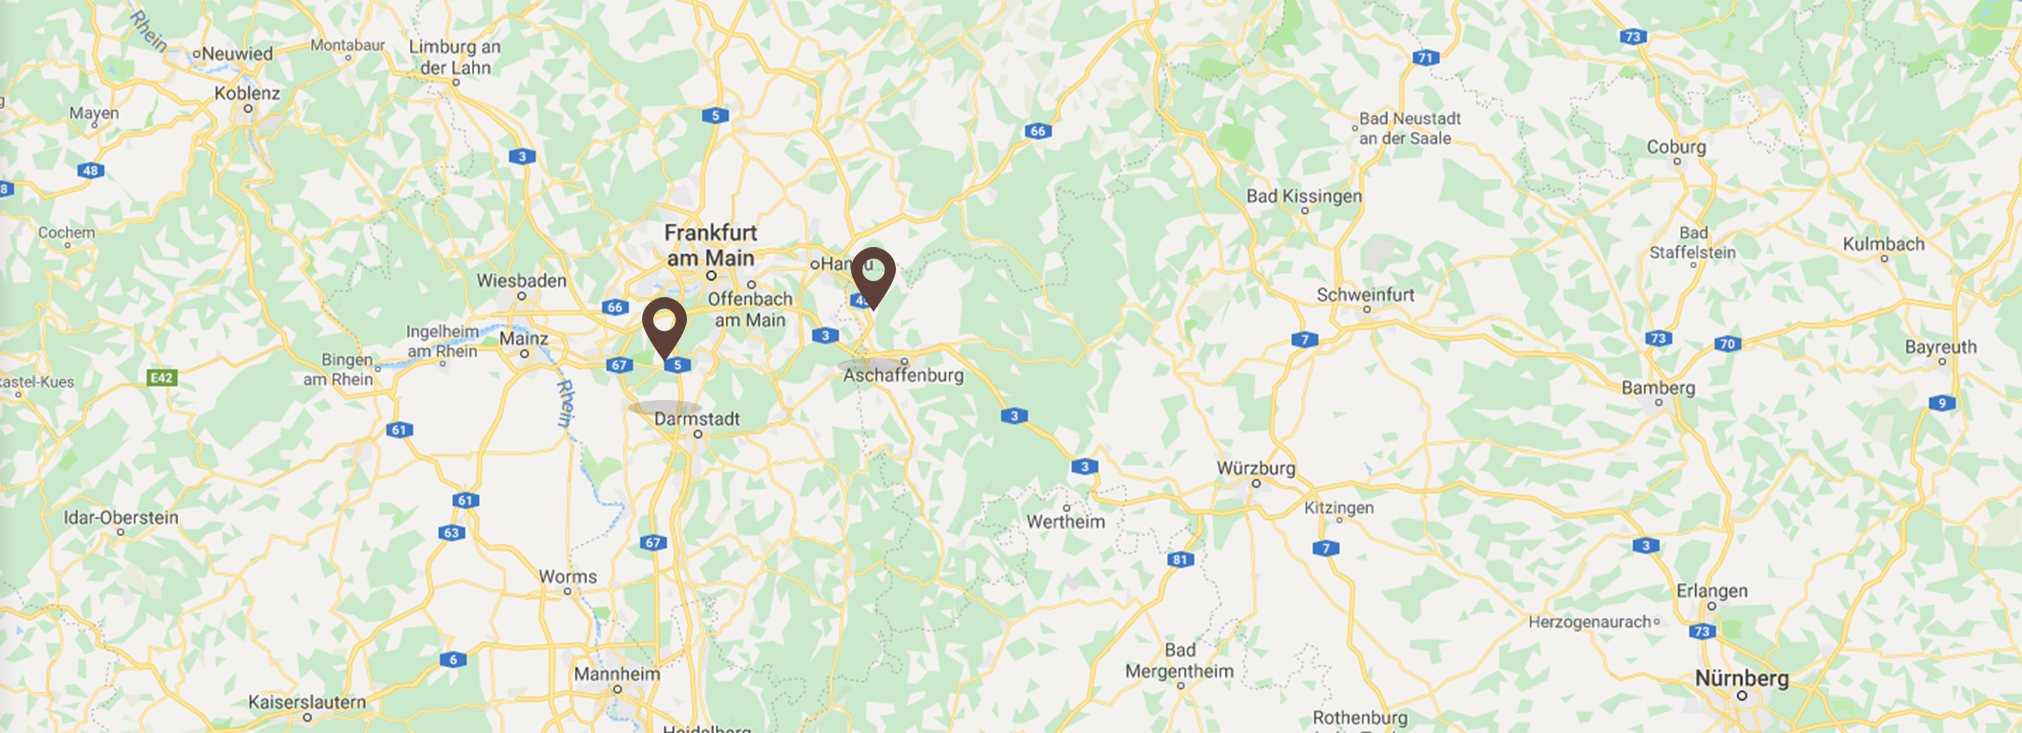 Rhein
Neuwied
Montabaur
Limburg an
der Lahn
73
71
Koblenz
Mayen
5
66
Bad Neustadt
an der Saale
Coburg
3
48
8
Bad Kissingen
Cochem
Frankfurt
am Main
Bad
Staffelstein
Kulmbach
Wiesbaden
Offenbach
am Main
66
Schweinfurt
Ingelheim
am Rhein
Mainz
3
7
73
70
Bayreuth
Bingen
am Rhein
67
5
E42
astel-Kues
Aschaffenburg
Bamberg
9
Rhein
Darmstadt
3
61
3
Würzburg
61
Idar-Oberstein
Wertheim
Kitzingen
63
67
81
7
3
Worms
Erlangen
Herzogenaurach
73
6
Mannheim
Bad
Mergentheim
Nürnberg
Kaiserslautern
Rothenburg
Heidelberg